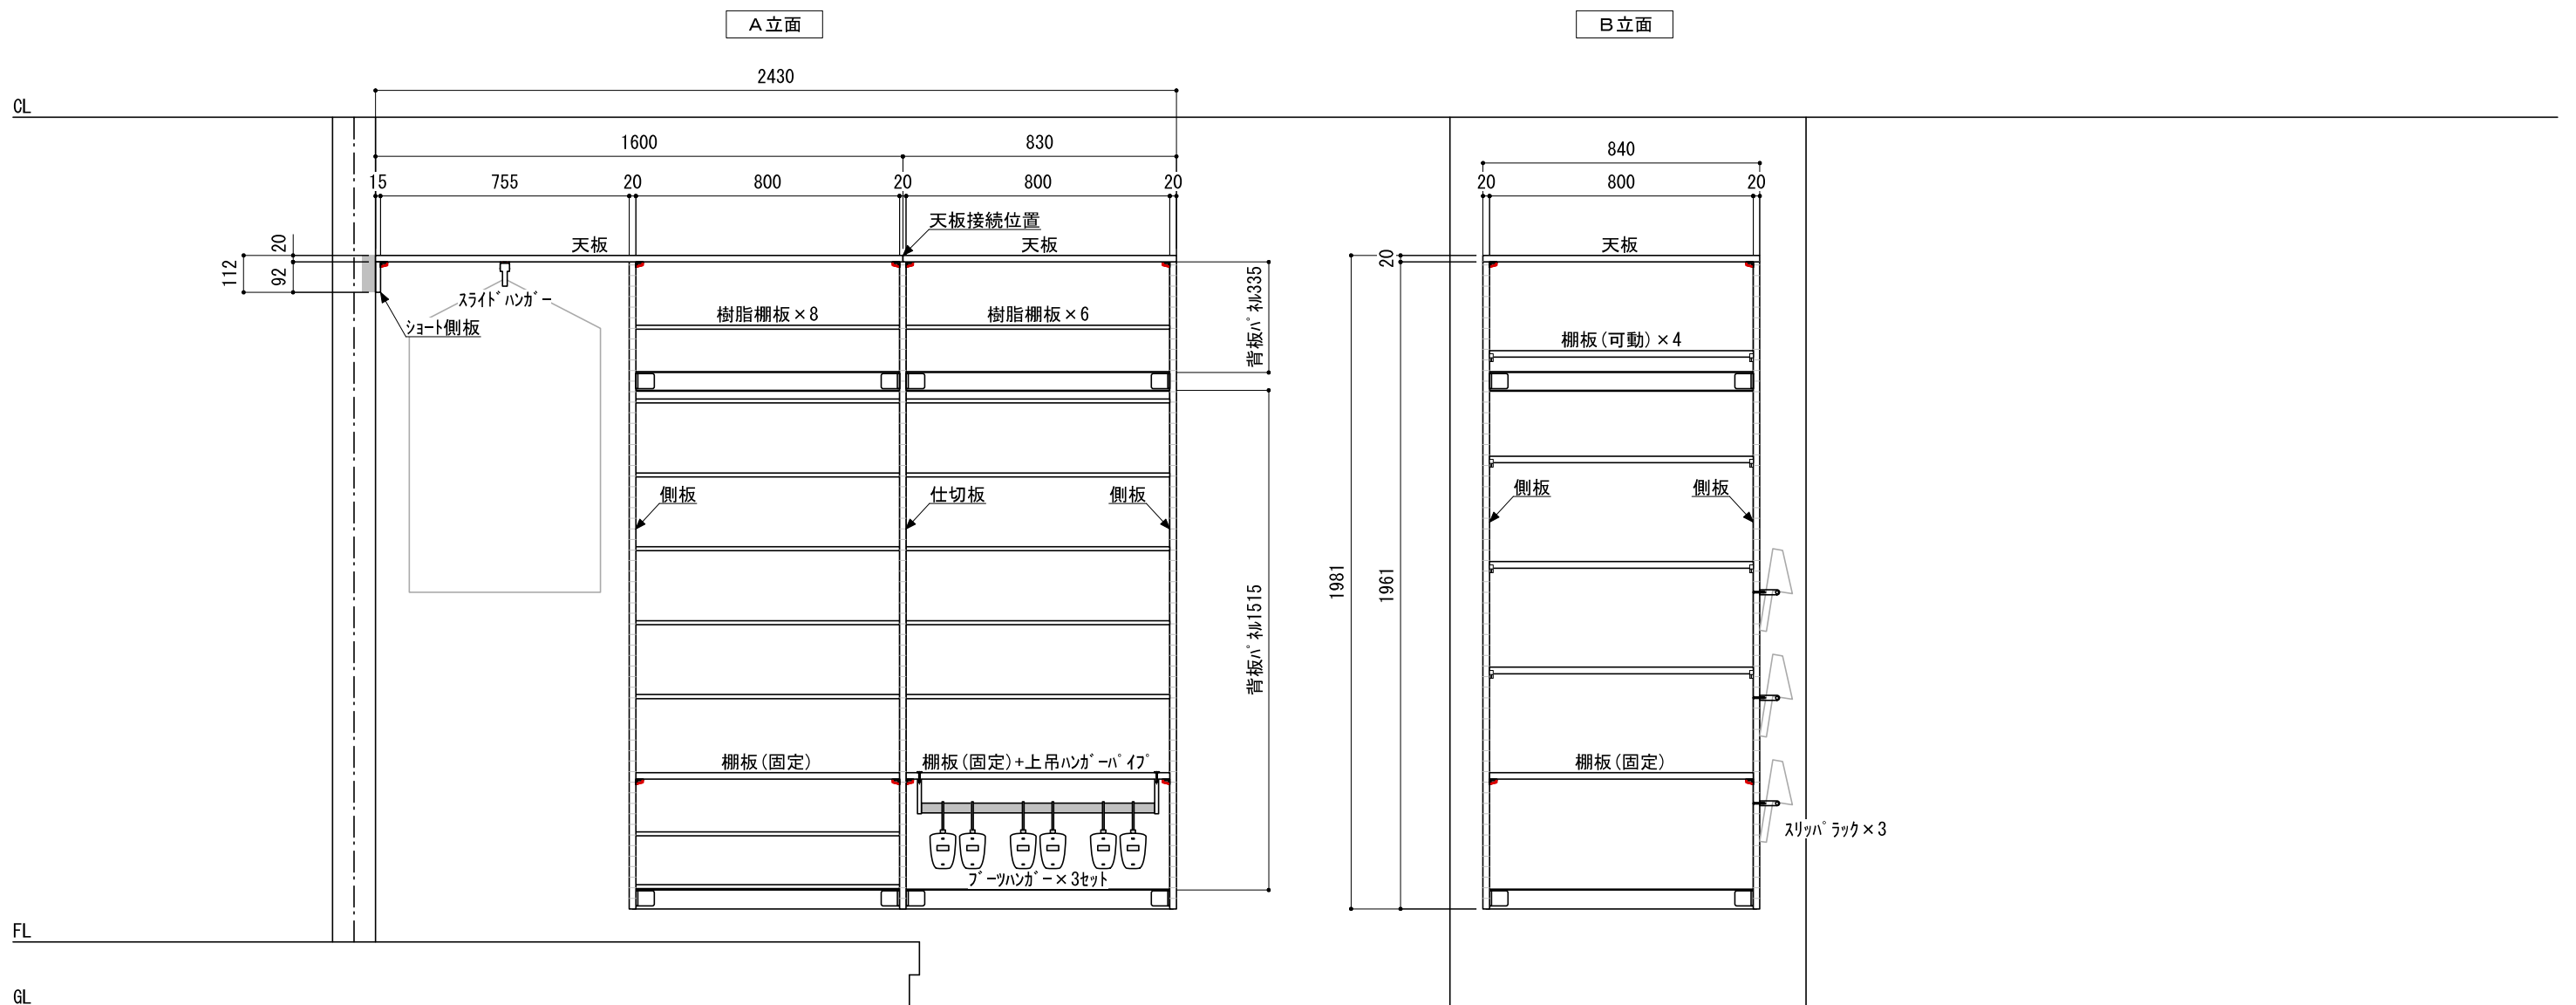 A立面
B立面
2430
CL
1600
830
840
15
755
20
800
20
800
20
20
800
20
天板接続位置
天板
天板
天板
20
92
112
20
スライドハンガー
ショート側板
樹脂棚板×8
樹脂棚板×6
背板パネル335
棚板(可動)×4
側板
仕切板
側板
側板
側板
1981
1961
背板パネル1515
棚板(固定)
棚板(固定)+上吊ハンガーパイプ
棚板(固定)
スリッパラック×3
ブーツハンガー×3セット
FL
GL